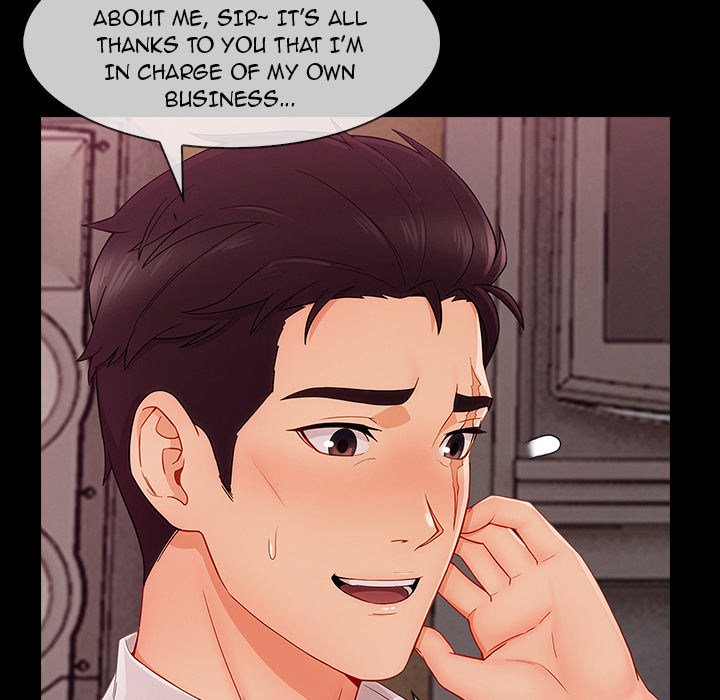 ABOUT ME, SIR~ IT'S ALL
THANKS TO YOU THAT I'M
IN CHARGE OF MY OWN
BUSINESS...